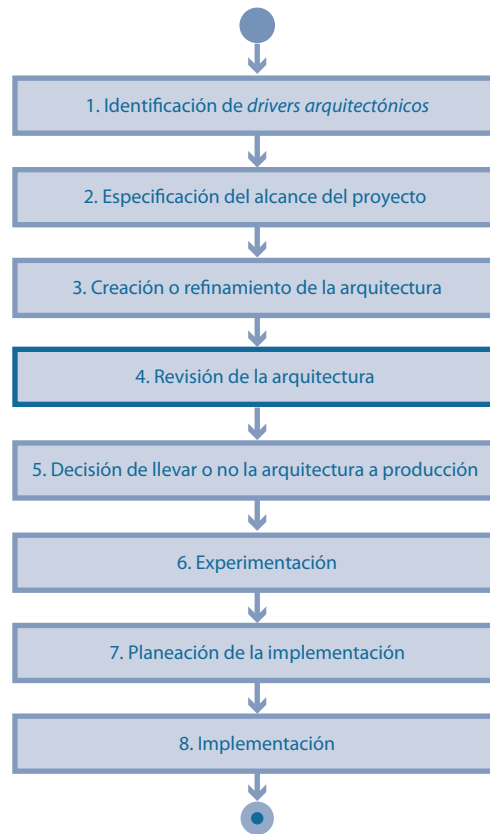 1. Identificación de drivers arquitectónicos
2. Especificación del alcance del proyecto
3. Creación o refinamiento de la arquitectura
4. Revisión de la arquitectura
5. Decisión de llevar o no la arquitectura a producción
6. Experimentación
7. Planeación de la implementación
8. Implementación